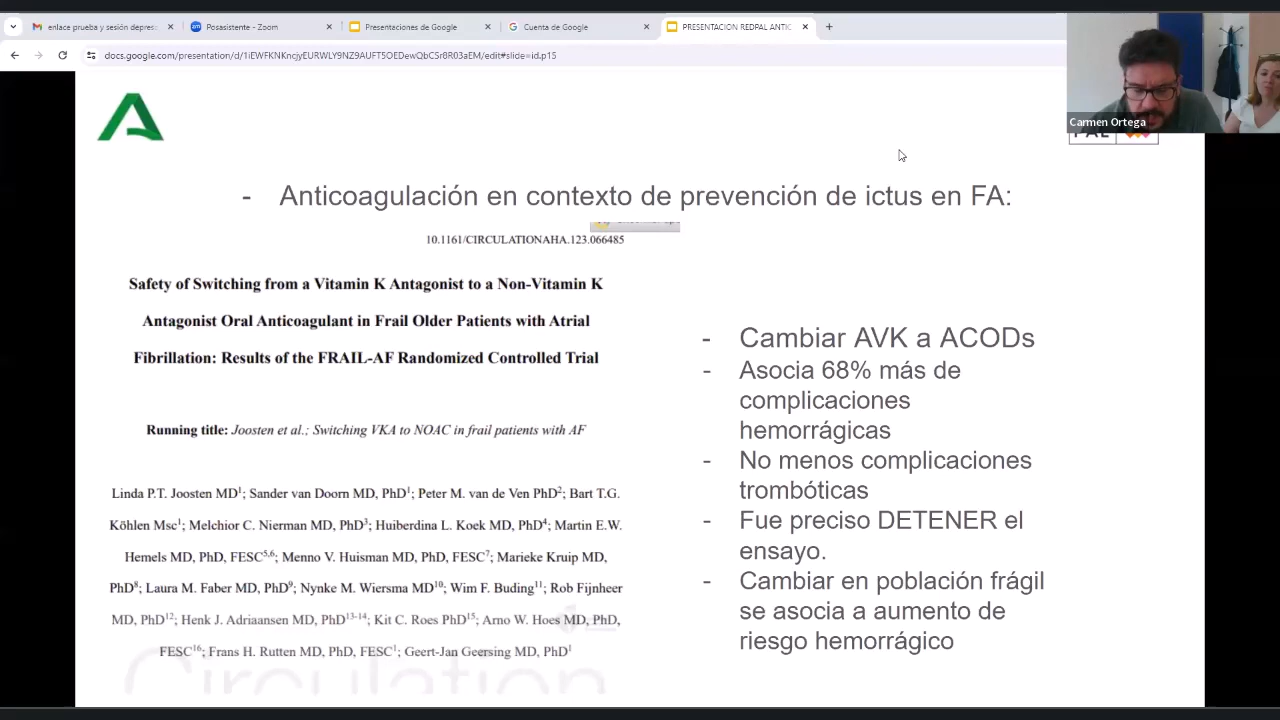 enlace prueba y sesión depres
Posasistente - Zoom
Presentaciones de Google
Cuenta de Google
PRESENTACION REDPAL ANTIC
docs.google.com/presentation/d/1iEWFKNKncjyEURWLY9NZ9AUFT5OEDewQbCSr8R03aEM/edit#slide=id.p15
Carmen Ortega
PAL
- Anticoagulación en contexto de prevención de ictus en FA:
10.1161/CIRCULATIONAHA.123.066485
Safety of Switching from a Vitamin K Antagonist to a Non-Vitamin K
Antagonist Oral Anticoagulant in Frail Older Patients with Atrial
Fibrillation: Results of the FRAIL-AF Randomized Controlled Trial
Running title: Joosten et al.; Switching VKA to NOAC in frail patients with AF
Linda P.T. Joosten MD1; Sander van Doorn MD, PhD1; Peter M. van de Ven PhD2; Bart T.G.
Köhlen Msc1; Melchior C. Nierman MD, PhD3; Huiberdina L. Koek MD, PhD4; Martin E.W.
Hemels MD, PhD, FESC5,6; Menno V. Huisman MD, PhD, FESC7; Marieke Kruip MD,
PhD8; Laura M. Faber MD, PhD9; Nynke M. Wiersma MD10; Wim F. Buding11; Rob Fijnheer
MD, PhD12; Henk J. Adriaansen MD, PhD13-14; Kit C. Roes PhD15; Arno W. Hoes MD, PhD,
FESC16; Frans H. Rutten MD, PhD, FESC1; Geert-Jan Geersing MD, PhD1
Circulation
- Cambiar AVK a ACODs
- Asocia 68% más de
complicaciones
hemorrágicas
- No menos complicaciones
trombóticas
- Fue preciso DETENER el
ensayo.
- Cambiar en población frágil
se asocia a aumento de
riesgo hemorrágico